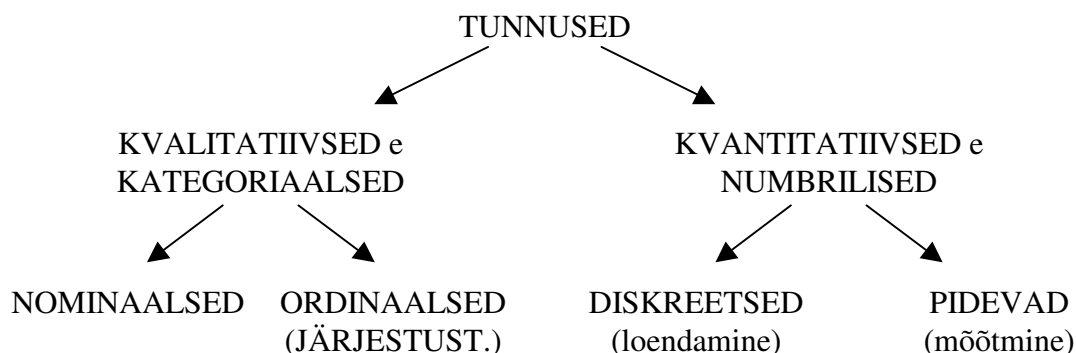 TUNNUSED
KVALITATIIVSED e
KATEGORIAALSED
KVANTITATIIVSED e
NUMBRILISED
NOMINAALSED
ORDINAALSED
(JÄRJESTUST.)
DISKREETSED
(loendamine)
PIDEVAD
(mõõtmine)